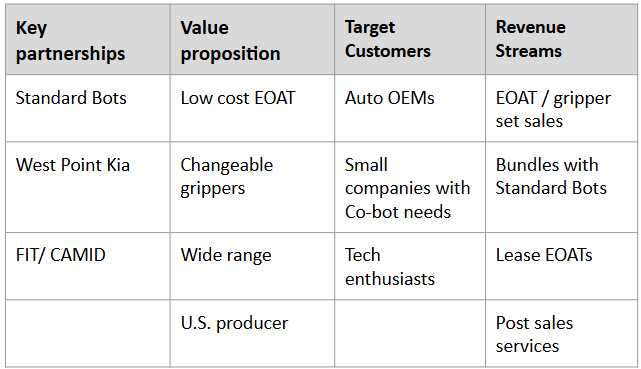 Key partnerships
Value proposition
Target Customers
Revenue Streams
Standard Bots
Low cost EOAT
Auto OEMs
EOAT / gripper set sales
West Point Kia
Changeable grippers
Small companies with Co-bot needs
Bundles with Standard Bots
FIT/ CAMID
Wide range
Tech enthusiasts
Lease EOATs
U.S. producer
Post sales services